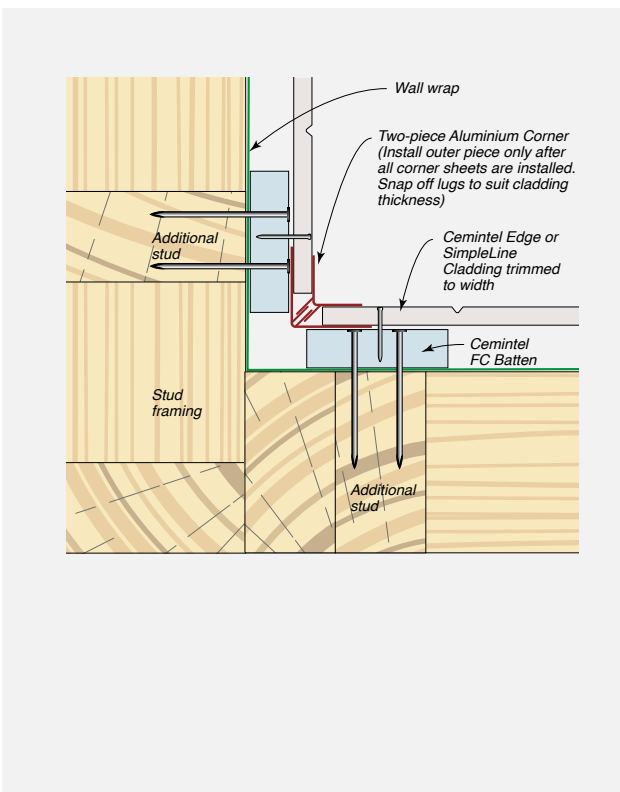 Wall wrap
Two-piece Aluminium Corner
(Install outer piece only after
all corner sheets are installed.
Snap off lugs to suit cladding
thickness)
Additional
stud
Cemintel Edge or
SimpleLine
Cladding trimmed
to width
Cemintel
FC Batten
Stud
framing
Additional
stud